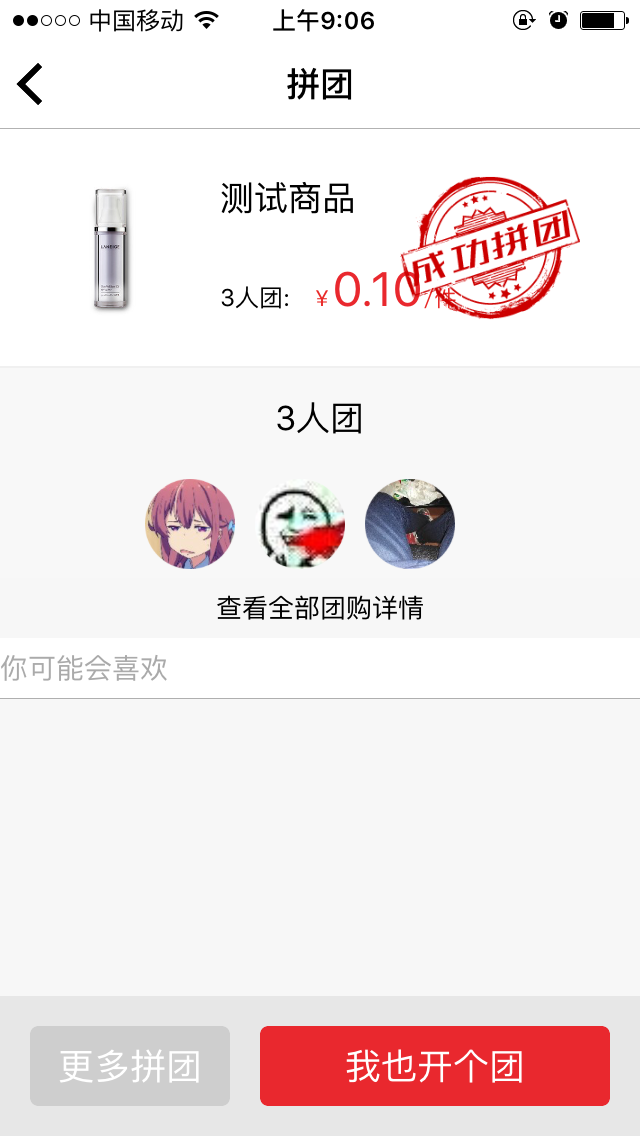 中国移动 上午9:06
拼团
测试商品
成功拼团
LANEIGE
3人团: ¥0.10/件
3人团
查看全部团购详情
你可能会喜欢
更多拼团 我也开个团